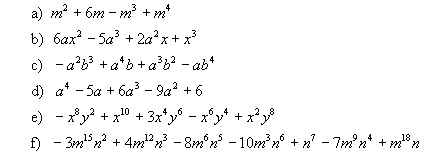 a) m² + 6m − m³ + m⁴
b) 6ax² − 5a³ + 2a²x + x³
c) − a²b³ + a⁴b + a³b² − ab⁴
d) a⁴ − 5a + 6a³ − 9a² + 6
e) − x⁸y² + x¹⁰ + 3x⁴y⁶ − x⁶y⁴ + x²y⁸
f) − 3m¹⁵n² + 4m¹²n³ − 8m⁶n⁵ − 10m³n⁶ + n⁷ − 7m⁹n⁴ + m¹⁸n